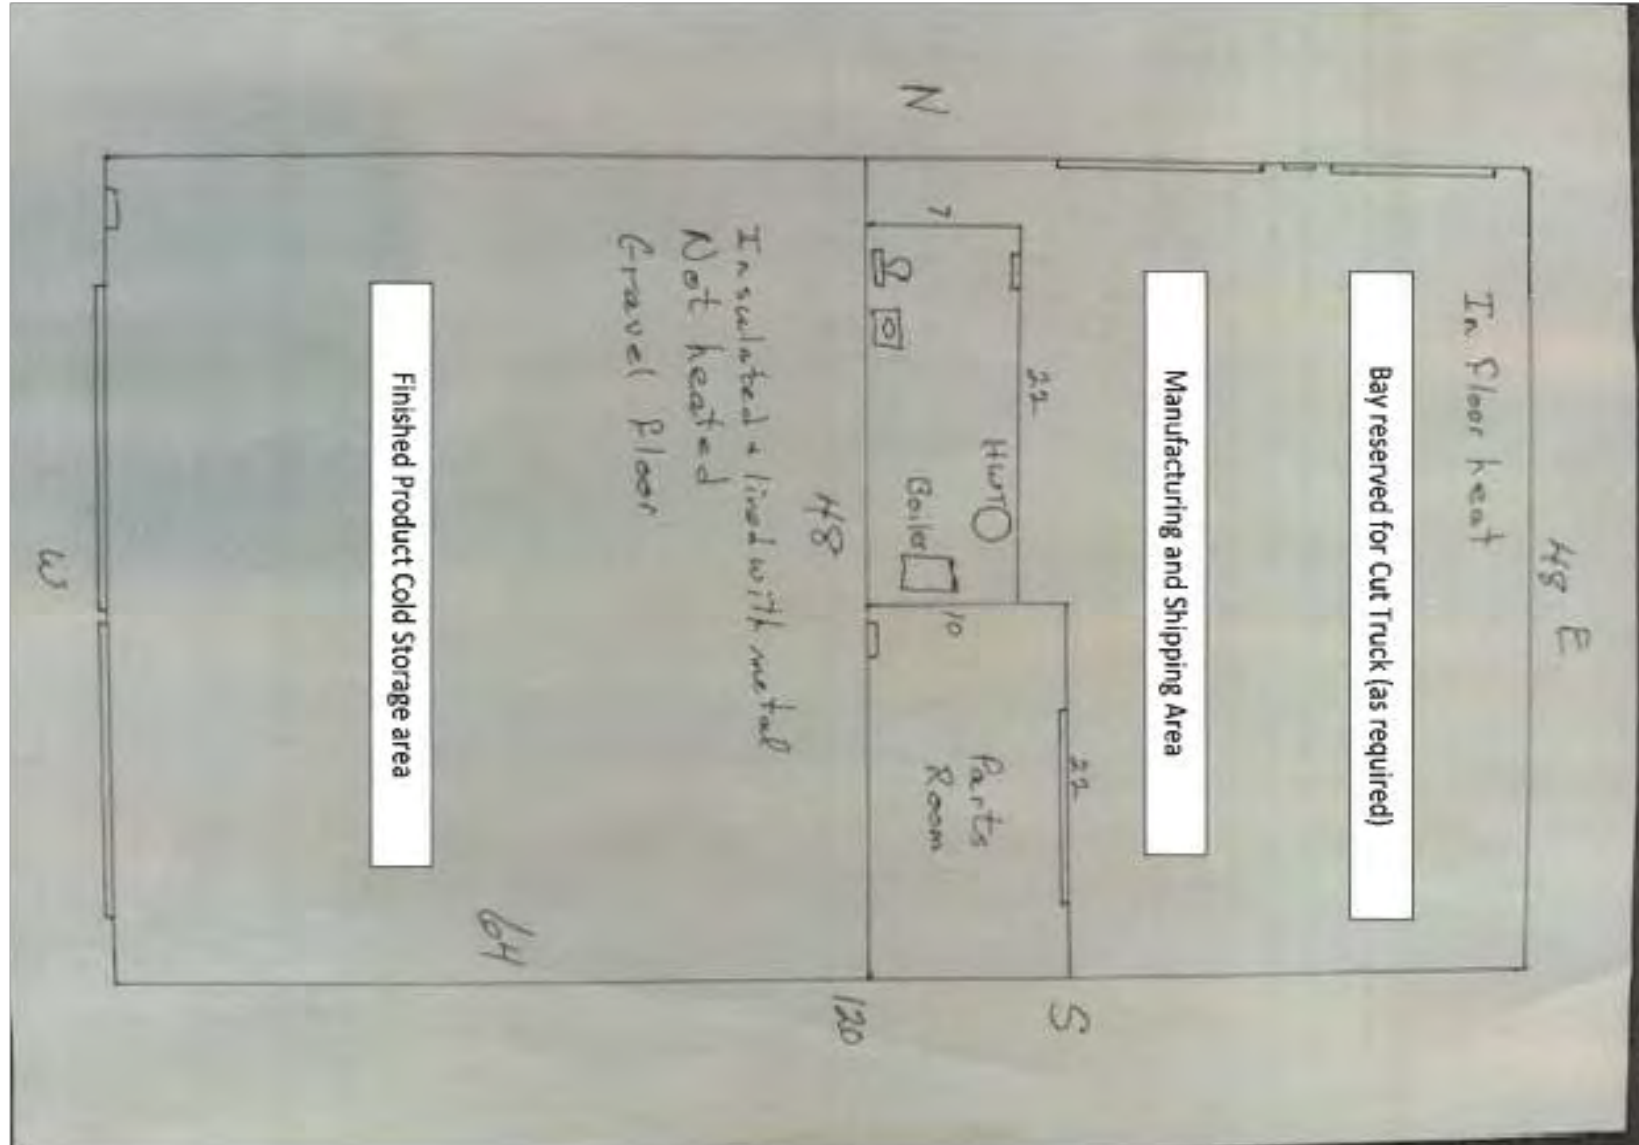 N
48 E
In floor heat
Bay reserved for Cut Truck (as required)
Manufacturing and Shipping Area
7
22
HWT
Boiler
10
22
Parts
Room
48
Insulated & lined with metal
Not heated
Gravel floor
Finished Product Cold Storage area
64
120
S
W